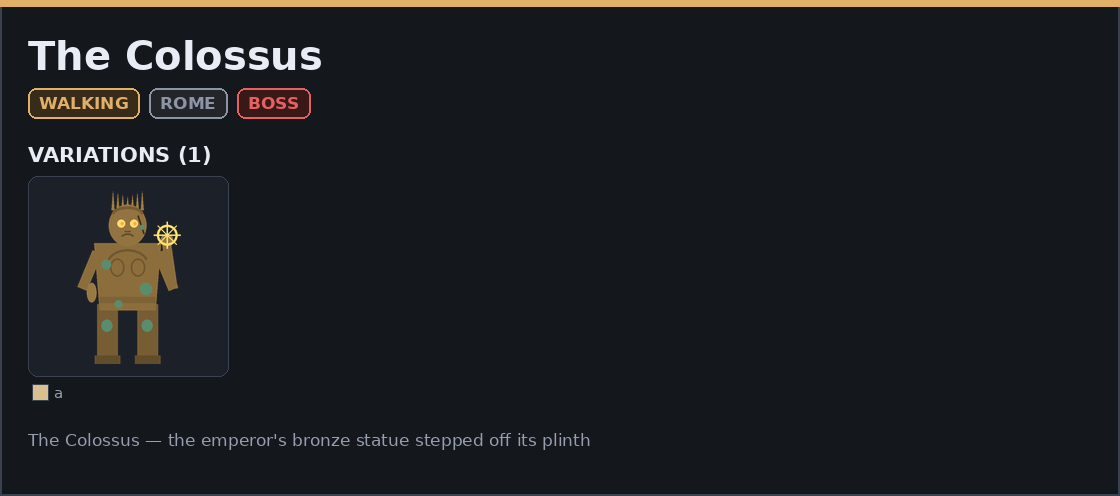 The Colossus
WALKING ROME BOSS
VARIATIONS (1)
a
The Colossus — the emperor's bronze statue stepped off its plinth